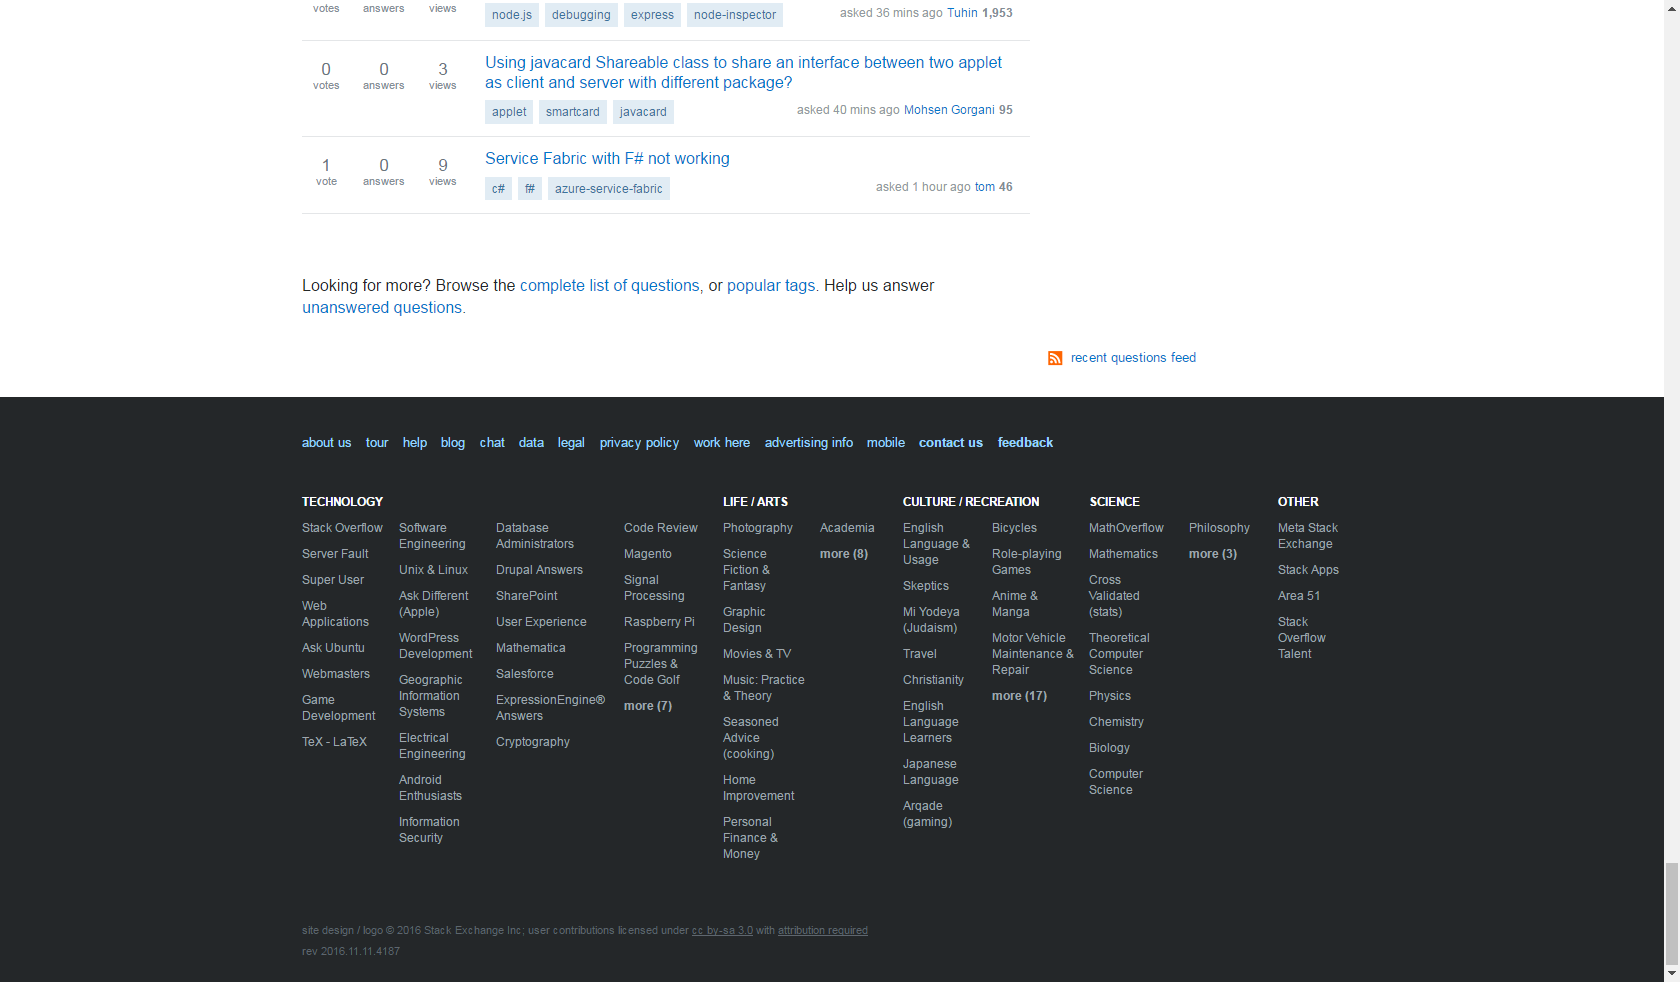 votes answers views
node.js debugging express node-inspector asked 36 mins ago Tuhin 1,953
0 0 3
votes answers views
Using javacard Shareable class to share an interface between two applet
as client and server with different package?
applet smartcard javacard asked 40 mins ago Mohsen Gorgani 95
1 0 9
vote answers views
Service Fabric with F# not working
c# f# azure-service-fabric asked 1 hour ago tom 46
Looking for more? Browse the complete list of questions, or popular tags. Help us answer
unanswered questions.
recent questions feed
about us tour help blog chat data legal privacy policy work here advertising info mobile contact us feedback
TECHNOLOGY
Stack Overflow
Server Fault
Super User
Web
Applications
Ask Ubuntu
Webmasters
Game
Development
TeX - LaTeX
Software
Engineering
Unix & Linux
Ask Different
(Apple)
WordPress
Development
Geographic
Information
Systems
Electrical
Engineering
Android
Enthusiasts
Information
Security
Database
Administrators
Drupal Answers
SharePoint
User Experience
Mathematica
Salesforce
ExpressionEngine®
Answers
Cryptography
Code Review
Magento
Signal
Processing
Raspberry Pi
Programming
Puzzles &
Code Golf
more (7)
LIFE / ARTS
Photography
Science
Fiction &
Fantasy
Graphic
Design
Movies & TV
Music: Practice
& Theory
Seasoned
Advice
(cooking)
Home
Improvement
Personal
Finance &
Money
Academia
more (8)
CULTURE / RECREATION
English
Language &
Usage
Skeptics
Mi Yodeya
(Judaism)
Travel
Christianity
English
Language
Learners
Japanese
Language
Arqade
(gaming)
Bicycles
Role-playing
Games
Anime &
Manga
Motor Vehicle
Maintenance &
Repair
more (17)
SCIENCE
MathOverflow
Mathematics
Cross
Validated
(stats)
Theoretical
Computer
Science
Physics
Chemistry
Biology
Computer
Science
Philosophy
more (3)
OTHER
Meta Stack
Exchange
Stack Apps
Area 51
Stack
Overflow
Talent
site design / logo © 2016 Stack Exchange Inc; user contributions licensed under cc by-sa 3.0 with attribution required
rev 2016.11.11.4187